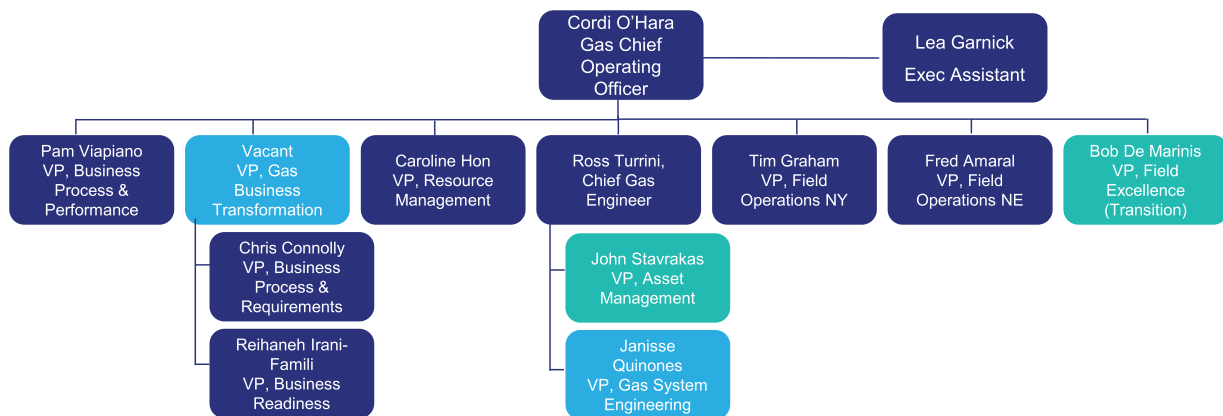 Cordi O’Hara
Gas Chief
Operating
Officer
Lea Garnick
Exec Assistant
Pam Viapiano
VP, Business
Process &
Performance
Vacant
VP, Gas
Business
Transformation
Caroline Hon
VP, Resource
Management
Ross Turrini,
Chief Gas
Engineer
Tim Graham
VP, Field
Operations NY
Fred Amaral
VP, Field
Operations NE
Bob De Marinis
VP, Field
Excellence
(Transition)
Chris Connolly
VP, Business
Process &
Requirements
John Stavrakas
VP, Asset
Management
Reihaneh Irani-
Famili
VP, Business
Readiness
Janisse
Quinones
VP, Gas System
Engineering